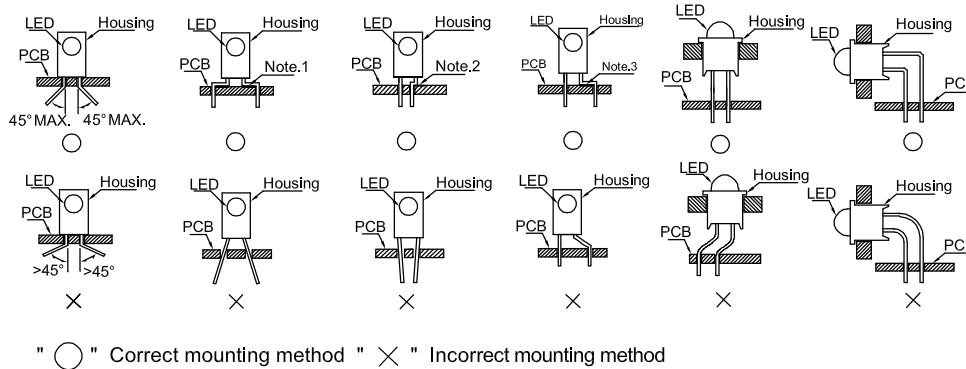 LED Housing PCB 45° MAX. 45° MAX.
LED Housing PCB Note.1
LED Housing PCB Note.2
LED Housing PCB Note.3
LED Housing PCB
LED Housing PC
LED Housing PCB >45° >45°
LED Housing PCB
LED Housing PCB
LED Housing PCB
LED Housing PCB
LED Housing PC
" ◯ " Correct mounting method " ✕ " Incorrect mounting method